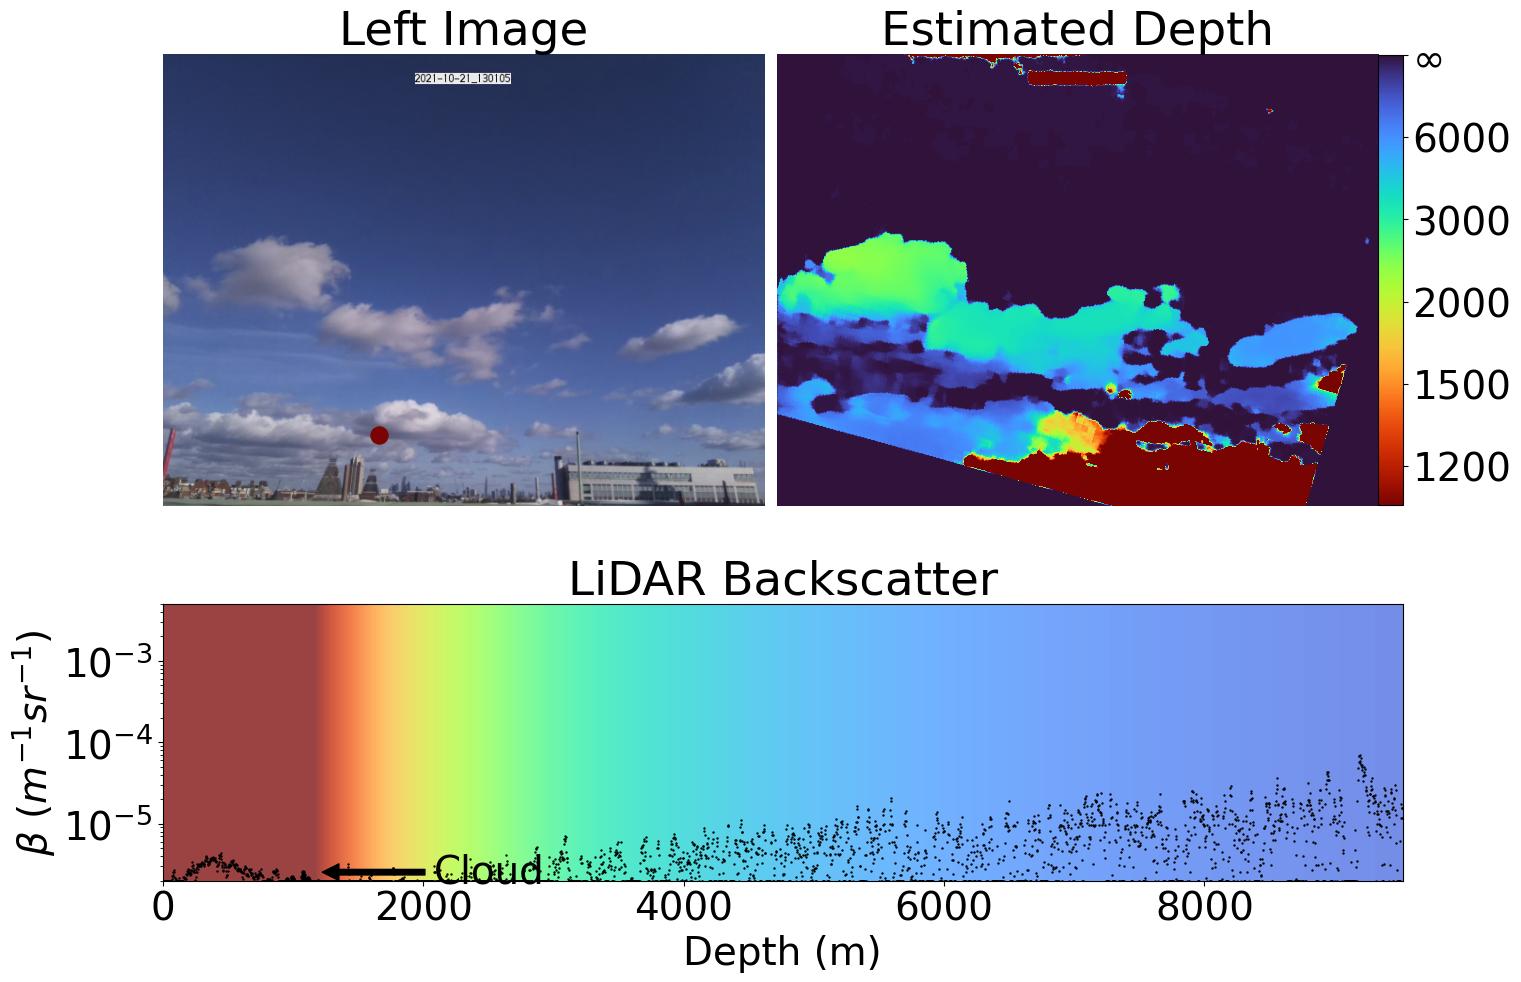 Left Image
Estimated Depth
2021-10-21_130105
∞
6000
3000
2000
1500
1200
LiDAR Backscatter
β (m⁻¹sr⁻¹)
10⁻³
10⁻⁴
10⁻⁵
Cloud
0 2000 4000 6000 8000
Depth (m)